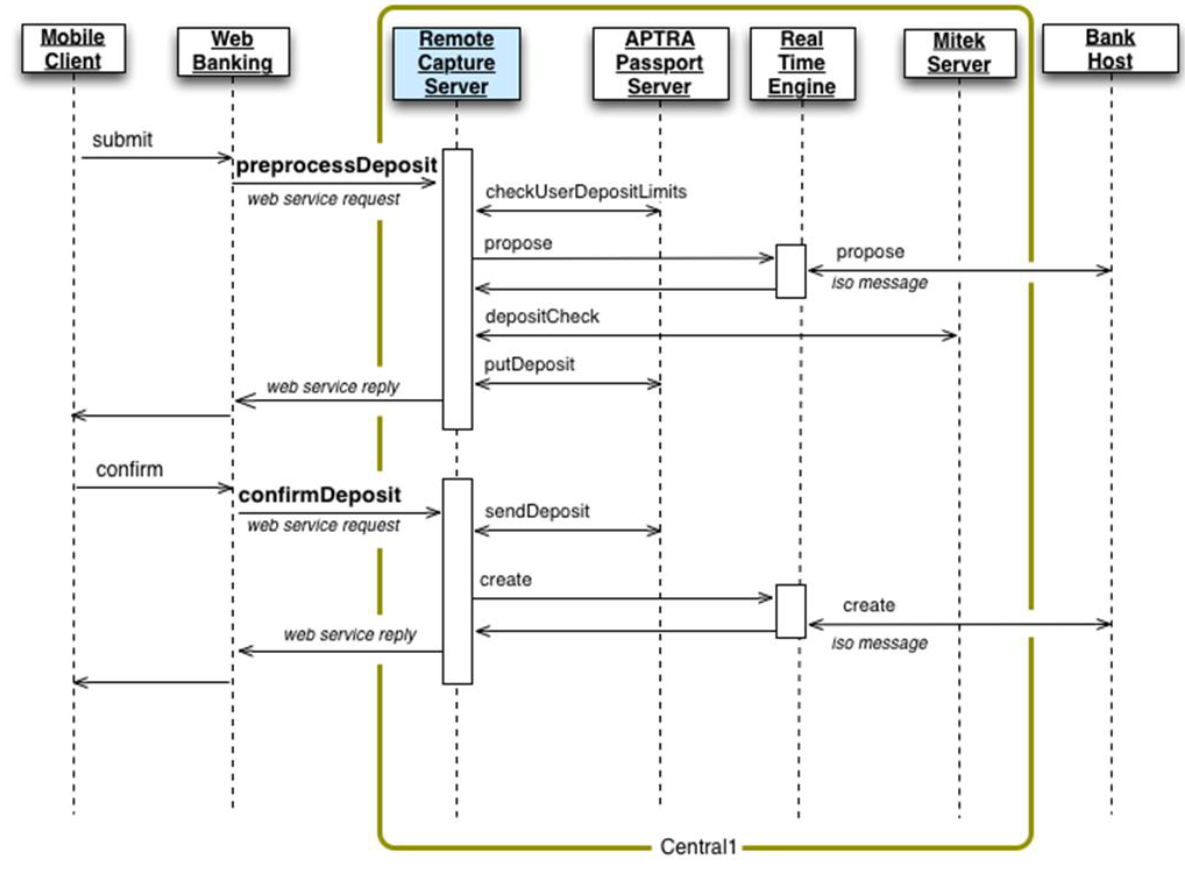 Mobile
Client
Web
Banking
Remote
Capture
Server
APTRA
Passport
Server
Real
Time
Engine
Mitek
Server
Bank
Host
submit
preprocessDeposit
web service request
checkUserDepositLimits
propose
propose
iso message
depositCheck
putDeposit
web service reply
confirm
confirmDeposit
web service request
sendDeposit
create
create
iso message
web service reply
Central1